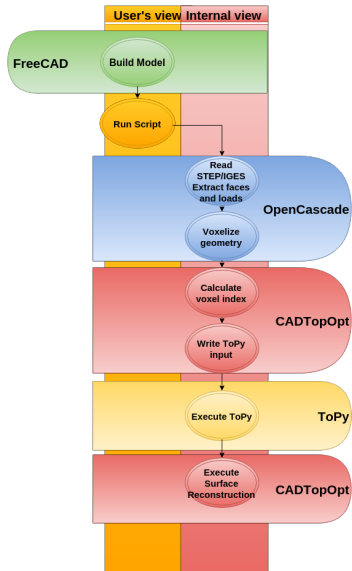 User's view Internal view
FreeCAD
Build Model
Run Script
Read
STEP/IGES
Extract faces
and loads
OpenCascade
Voxelize
geometry
Calculate
voxel index
CADTopOpt
Write ToPy
input
Execute ToPy
ToPy
Execute
Surface
Reconstruction
CADTopOpt